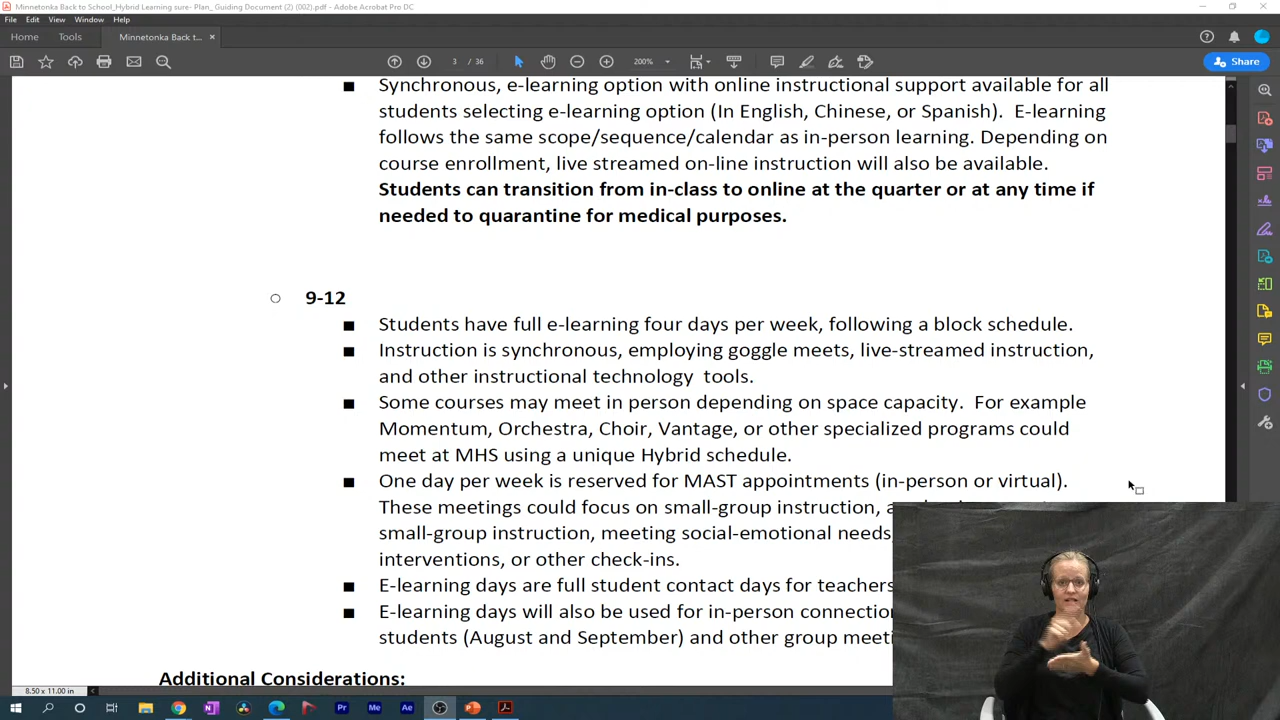 Minnetonka Back to School_Hybrid Learning sure- Plan_ Guiding Document (2) (002).pdf - Adobe Acrobat Pro DC
File Edit View Window Help
Home Tools Minnetonka Back t... ×
3 / 36 200% Share
■ Synchronous, e-learning option with online instructional support available for all
students selecting e-learning option (In English, Chinese, or Spanish). E-learning
follows the same scope/sequence/calendar as in-person learning. Depending on
course enrollment, live streamed on-line instruction will also be available.
Students can transition from in-class to online at the quarter or at any time if
needed to quarantine for medical purposes.
○ 9-12
■ Students have full e-learning four days per week, following a block schedule.
■ Instruction is synchronous, employing goggle meets, live-streamed instruction,
and other instructional technology tools.
■ Some courses may meet in person depending on space capacity. For example
Momentum, Orchestra, Choir, Vantage, or other specialized programs could
meet at MHS using a unique Hybrid schedule.
■ One day per week is reserved for MAST appointments (in-person or virtual).
These meetings could focus on small-group instruction,
small-group instruction, meeting social-emotional needs,
interventions, or other check-ins.
■ E-learning days are full student contact days for teachers
■ E-learning days will also be used for in-person
students (August and September) and other group
Additional Considerations:
8.50 x 11.00 in
Pr Me Ae